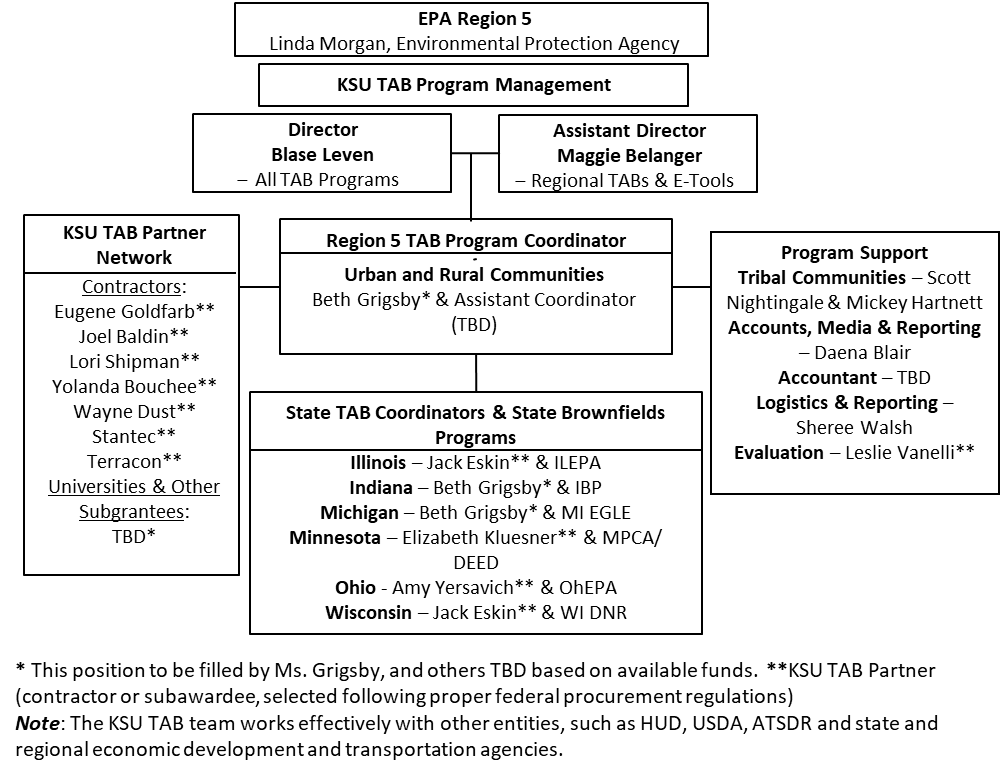 EPA Region 5
Linda Morgan, Environmental Protection Agency
KSU TAB Program Management
Director
Blase Leven
– All TAB Programs
Assistant Director
Maggie Belanger
– Regional TABs & E-Tools
KSU TAB Partner
Network
Contractors:
Eugene Goldfarb**
Joel Baldin**
Lori Shipman**
Yolanda Bouchee**
Wayne Dust**
Stantec**
Terracon**
Universities & Other
Subgrantees:
TBD*
Region 5 TAB Program Coordinator
Urban and Rural Communities
Beth Grigsby* & Assistant Coordinator
(TBD)
Program Support
Tribal Communities – Scott
Nightingale & Mickey Hartnett
Accounts, Media & Reporting
– Daena Blair
Accountant – TBD
Logistics & Reporting –
Sheree Walsh
Evaluation – Leslie Vanelli**
State TAB Coordinators & State Brownfields
Programs
Illinois – Jack Eskin** & ILEPA
Indiana – Beth Grigsby* & IBP
Michigan – Beth Grigsby* & MI EGLE
Minnesota – Elizabeth Kluesner** & MPCA/
DEED
Ohio - Amy Yersavich** & OhEPA
Wisconsin – Jack Eskin** & WI DNR
* This position to be filled by Ms. Grigsby, and others TBD based on available funds. **KSU TAB Partner
(contractor or subawardee, selected following proper federal procurement regulations)
Note: The KSU TAB team works effectively with other entities, such as HUD, USDA, ATSDR and state and
regional economic development and transportation agencies.